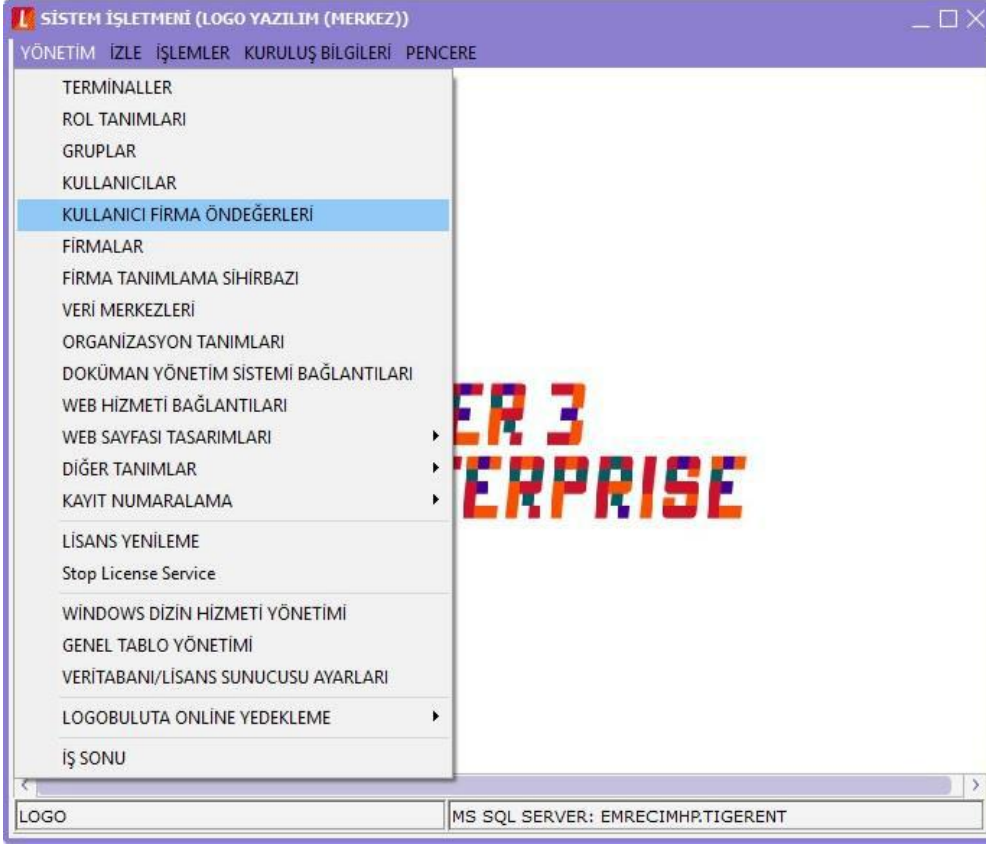 SİSTEM İŞLETMENİ (LOGO YAZILIM (MERKEZ))
YÖNETİM İZLE İŞLEMLER KURULUŞ BİLGİLERİ PENCERE
TERMİNALLER
ROL TANIMLARI
GRUPLAR
KULLANICILAR
KULLANICI FİRMA ÖNDEĞERLERİ
FİRMALAR
FİRMA TANIMLAMA SİHİRBAZI
VERİ MERKEZLERİ
ORGANİZASYON TANIMLARI
DOKÜMAN YÖNETİM SİSTEMİ BAĞLANTILARI
WEB HİZMETİ BAĞLANTILARI
WEB SAYFASI TASARIMLARI
DİĞER TANIMLAR
KAYIT NUMARALAMA
LİSANS YENİLEME
Stop License Service
WİNDOWS DİZİN HİZMETİ YÖNETİMİ
GENEL TABLO YÖNETİMİ
VERİTABANI/LİSANS SUNUCUSU AYARLARI
LOGOBULUTA ONLİNE YEDEKLEME
İŞ SONU
ER 3
TERPRISE
LOGO
MS SQL SERVER: EMRECIMHP.TIGERENT